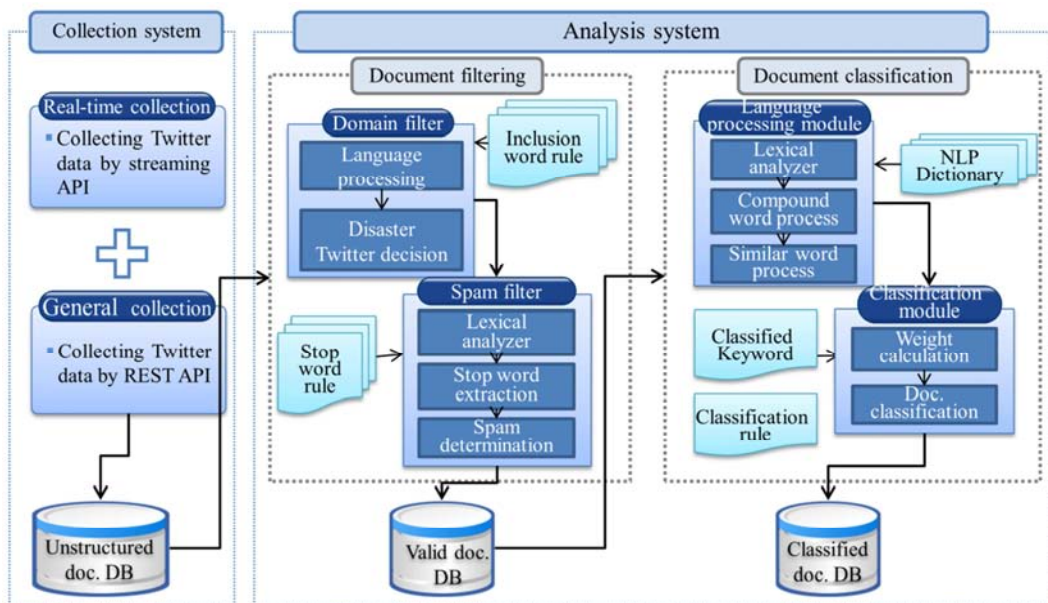 Collection system
Real-time collection
Collecting Twitter
data by streaming
API
General collection
Collecting Twitter
data by REST API
Unstructured
doc. DB
Analysis system
Document filtering
Domain filter
Language
processing
Disaster
Twitter decision
Inclusion
word rule
Spam filter
Lexical
analyzer
Stop word
extraction
Spam
determination
Stop
word
rule
Valid doc.
DB
Document classification
Language
processing module
Lexical
analyzer
Compound
word process
Similar word
process
NLP
Dictionary
Classification
module
Weight
calculation
Doc.
classification
Classified
Keyword
Classification
rule
Classified
doc. DB